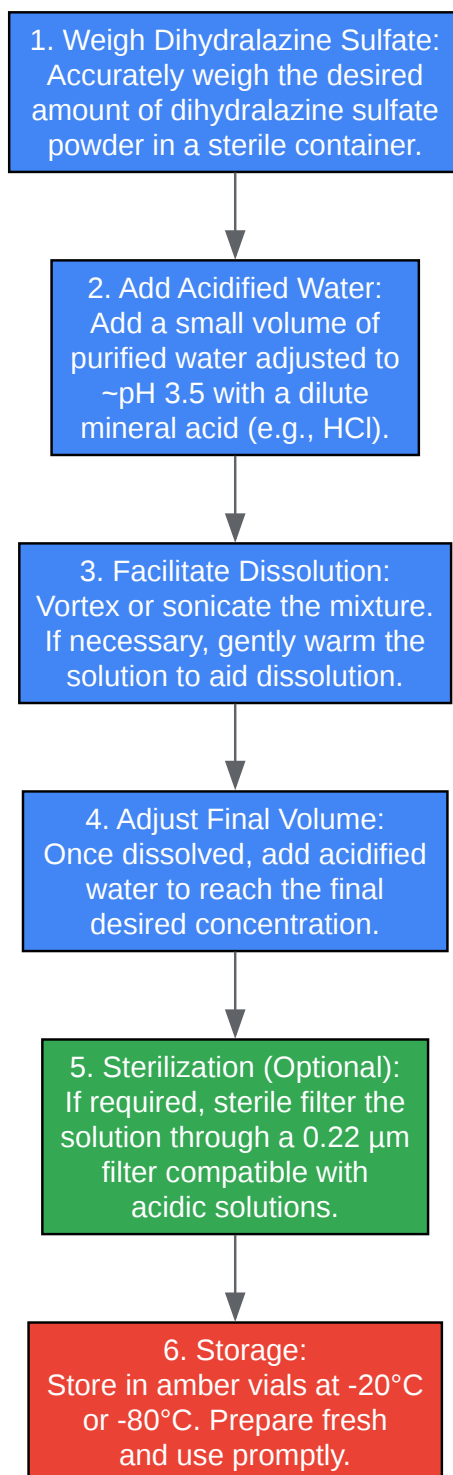 1. Weigh Dihydralazine Sulfate:
Accurately weigh the desired
amount of dihydralazine sulfate
powder in a sterile container.
2. Add Acidified Water:
Add a small volume of
purified water adjusted to
~pH 3.5 with a dilute
mineral acid (e.g., HCl).
3. Facilitate Dissolution:
Vortex or sonicate the mixture.
If necessary, gently warm the
solution to aid dissolution.
4. Adjust Final Volume:
Once dissolved, add acidified
water to reach the final
desired concentration.
5. Sterilization (Optional):
If required, sterile filter the
solution through a 0.22 µm
filter compatible with
acidic solutions.
6. Storage:
Store in amber vials at -20°C
or -80°C. Prepare fresh
and use promptly.